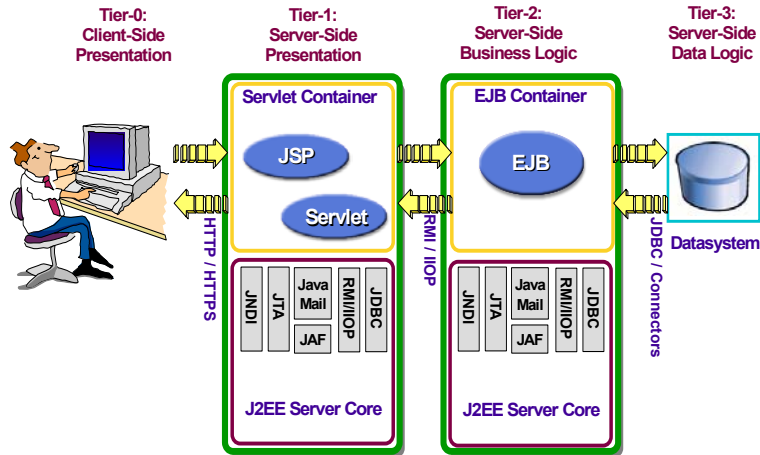 Tier-0:
Client-Side
Presentation
Tier-1:
Server-Side
Presentation
Tier-2:
Server-Side
Business Logic
Tier-3:
Server-Side
Data Logic
Servlet Container
JSP
Servlet
HTTP / HTTPS
JNDI
JTA
Java
Mail
JAF
RMI/IIOP
JDBC
J2EE Server Core
RMI / IIOP
EJB Container
EJB
JNDI
JTA
Java
Mail
JAF
RMI/IIOP
JDBC
J2EE Server Core
JDBC / Connectors
Datasystem